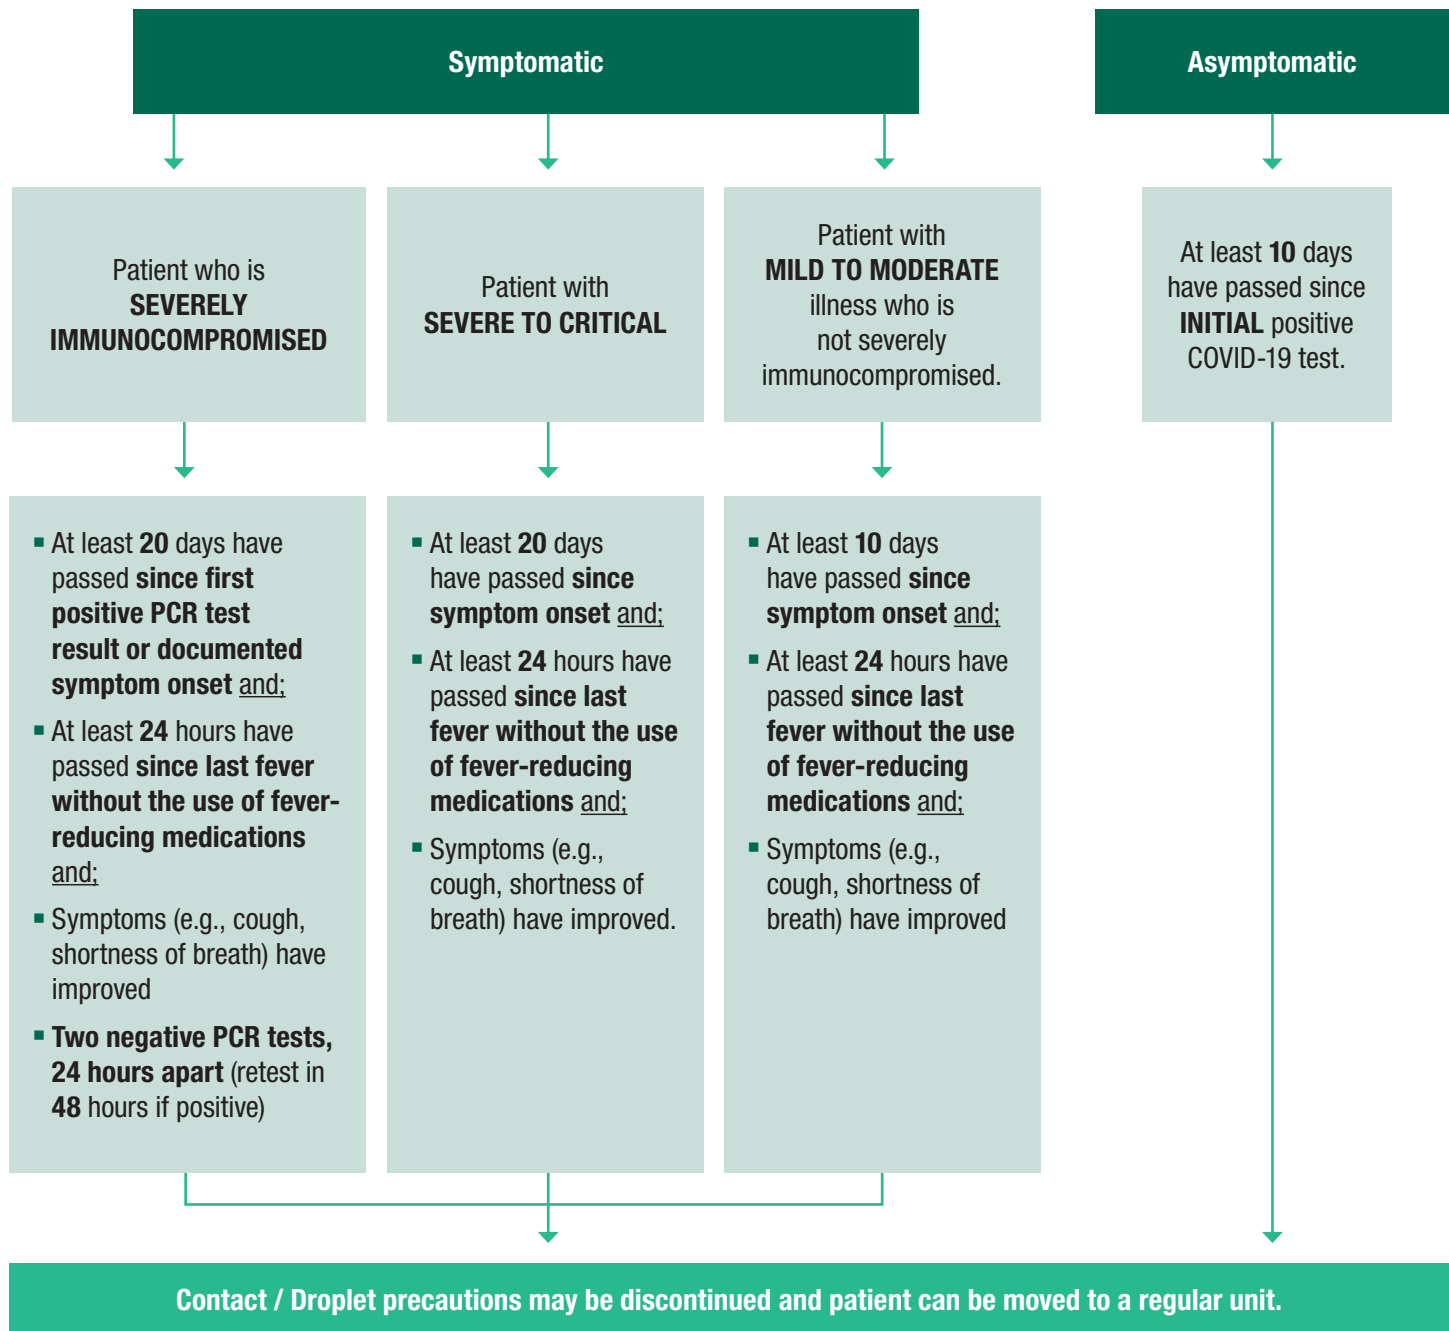 Symptomatic
Asymptomatic
Patient who is
SEVERELY
IMMUNOCOMPROMISED
Patient with
SEVERE TO CRITICAL
Patient with
MILD TO MODERATE
illness who is
not severely
immunocompromised.
At least 10 days
have passed since
INITIAL positive
COVID-19 test.
▪ At least 20 days have
passed since first
positive PCR test
result or documented
symptom onset and;
▪ At least 24 hours have
passed since last fever
without the use of fever-
reducing medications
and;
▪ Symptoms (e.g., cough,
shortness of breath) have
improved
▪ Two negative PCR tests,
24 hours apart (retest in
48 hours if positive)
▪ At least 20 days
have passed since
symptom onset and;
▪ At least 24 hours have
passed since last
fever without the use
of fever-reducing
medications and;
▪ Symptoms (e.g.,
cough, shortness of
breath) have improved.
▪ At least 10 days
have passed since
symptom onset and;
▪ At least 24 hours have
passed since last
fever without the use
of fever-reducing
medications and;
▪ Symptoms (e.g.,
cough, shortness of
breath) have improved
Contact / Droplet precautions may be discontinued and patient can be moved to a regular unit.